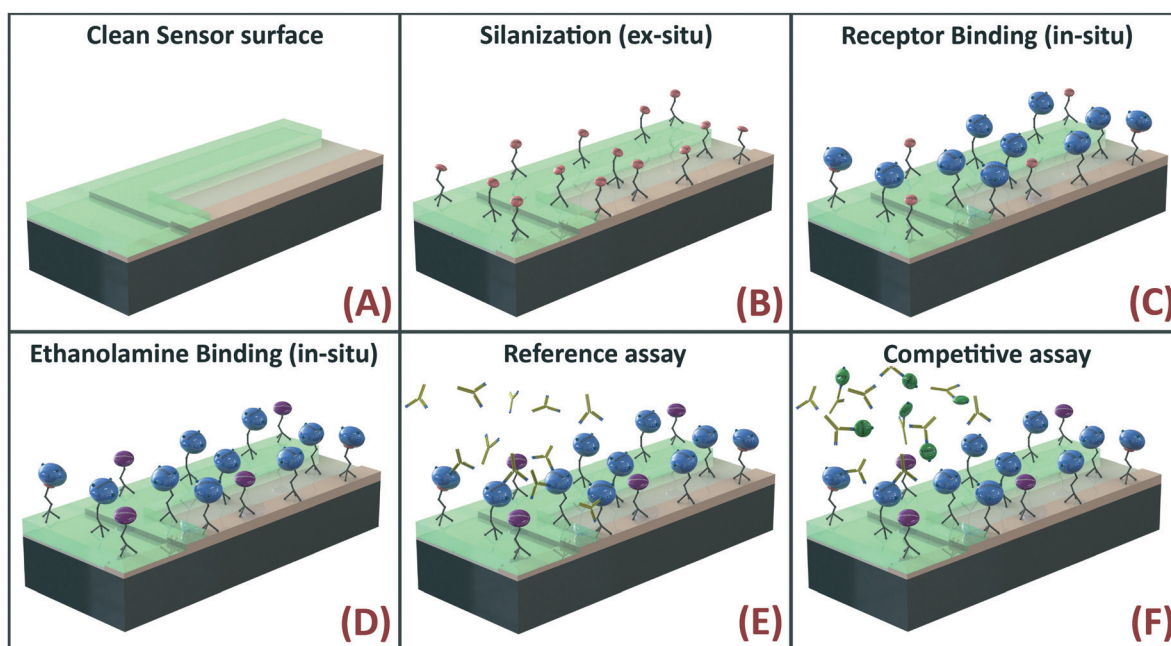 Clean Sensor surface
(A)
Silanization (ex-situ)
(B)
Receptor Binding (in-situ)
(C)
Ethanolamine Binding (in-situ)
(D)
Reference assay
(E)
Competitive assay
(F)